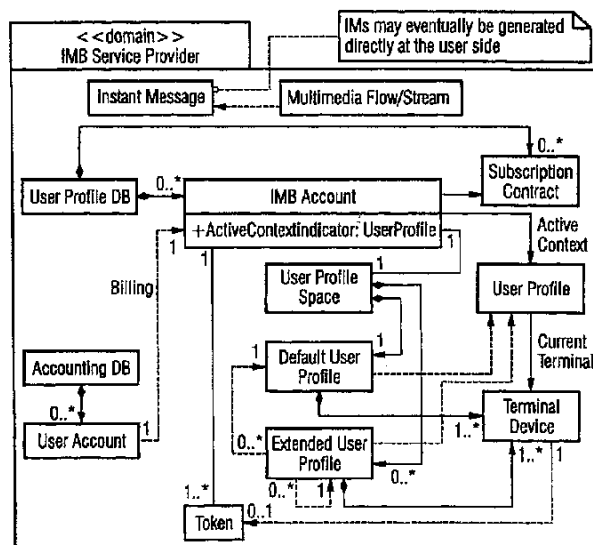 < <domain> >
IMB Service Provider
IMs may eventually be generated
directly at the user side
Instant Message
Multimedia Flow/Stream
0..*
0..*
User Profile DB
IMB Account
Subscription
Contract
+ActiveContextindicator: UserProfile
1
1
1
Active
Context
Billing
1
User Profile
Space
User Profile
1
1
Default User
Profile
Current
Terminal
Accounting DB
0..*
User Account
1
1..*
Terminal
Device
0..*
Extended User
Profile
1..*
1
0..*
1
0..*
1..*
0..1
Token